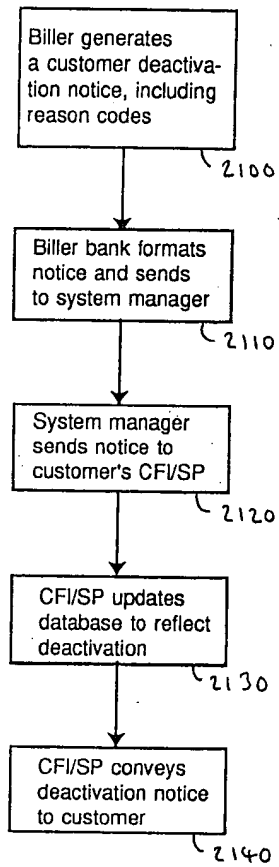 Biller generates
a customer deactiva-
tion notice, including
reason codes
2100
Biller bank formats
notice and sends
to system manager
2110
System manager
sends notice to
customer's CFI/SP
2120
CFI/SP updates
database to reflect
deactivation
2130
CFI/SP conveys
deactivation notice
to customer
2140